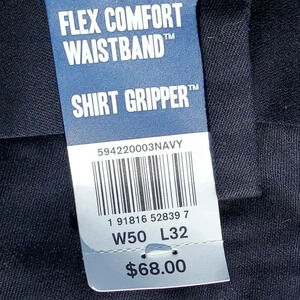 FLEX COMFORT
WAISTBAND™
SHIRT GRIPPER™
594220003NAVY
1 91816 52839 7
W50 L32
$68.00